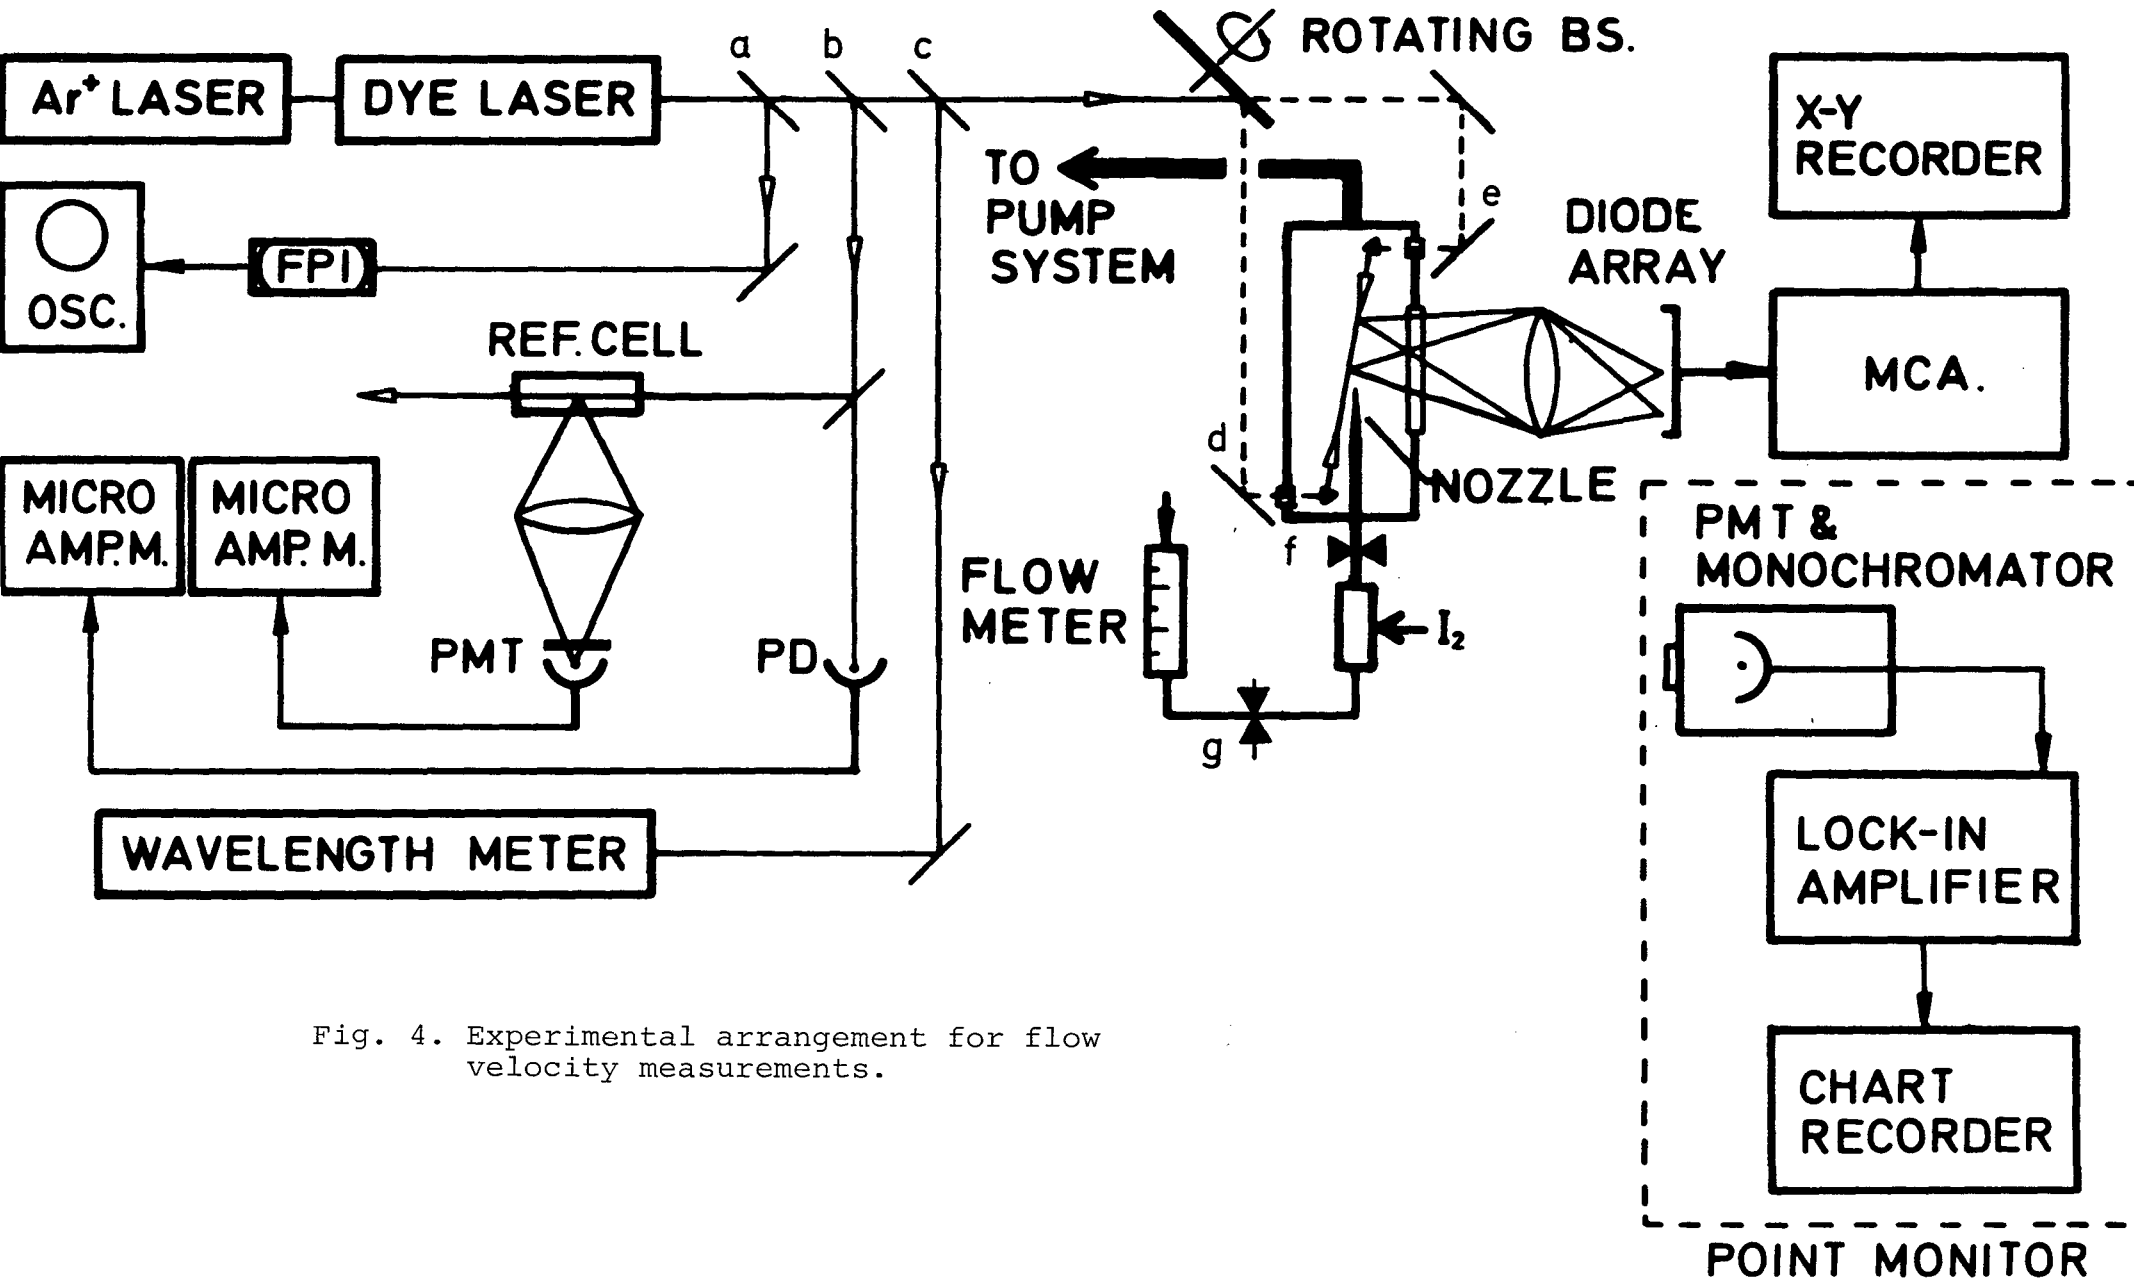 a b c
ROTATING BS.
Ar+ LASER
DYE LASER
X-Y
RECORDER
TO
PUMP
SYSTEM
e
DIODE
ARRAY
FPI
OSC.
REF. CELL
MCA.
d
NOZZLE
MICRO
AMP.M.
MICRO
AMP. M.
PMT &
MONOCHROMATOR
f
FLOW
METER
I2
PMT
PD
g
LOCK-IN
AMPLIFIER
WAVELENGTH METER
Fig. 4. Experimental arrangement for flow
velocity measurements.
CHART
RECORDER
POINT MONITOR